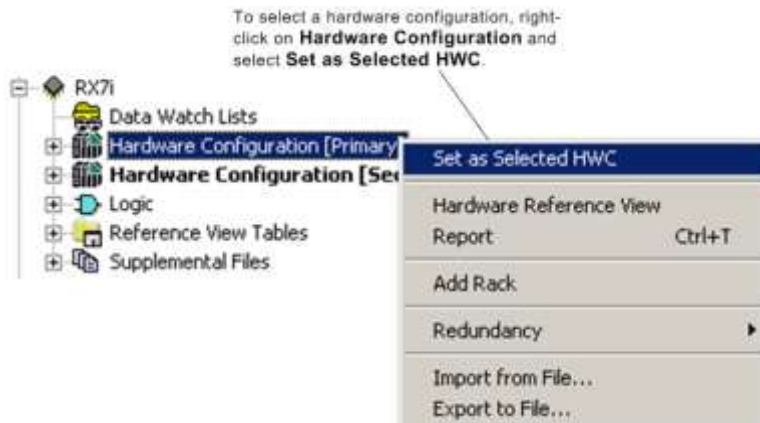 To select a hardware configuration, right-
click on Hardware Configuration and
select Set as Selected HWC.
RX7i
Data Watch Lists
Hardware Configuration [Primary
Hardware Configuration [Sec
Logic
Reference View Tables
Supplemental Files
Set as Selected HWC
Hardware Reference View
Report Ctrl+T
Add Rack
Redundancy
Import from File...
Export to File...